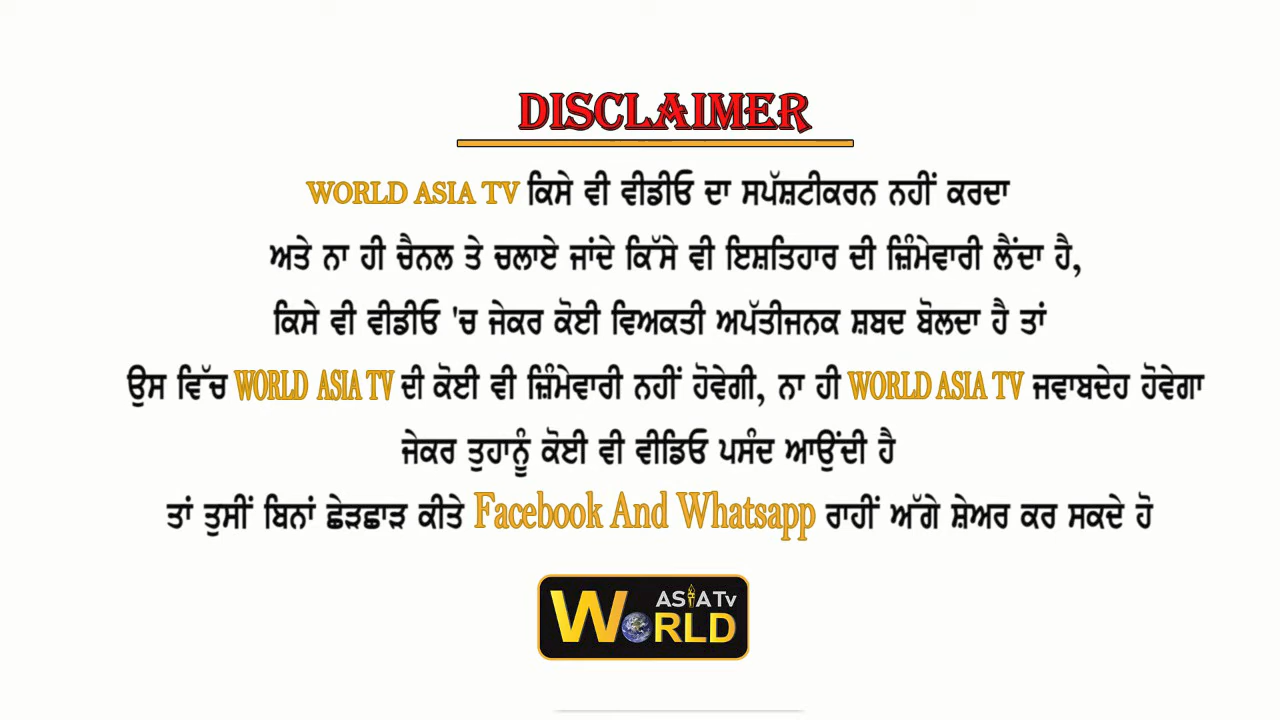 DISCLAIMER
WORLD ASIA TV ਕਿਸੇ ਵੀ ਵੀਡੀਓ ਦਾ ਸਪੱਸ਼ਟੀਕਰਨ ਨਹੀਂ ਕਰਦਾ
ਅਤੇ ਨਾ ਹੀ ਚੈਨਲ ਤੇ ਚਲਾਏ ਜਾਂਦੇ ਕਿੱਸੇ ਵੀ ਇਸ਼ਤਿਹਾਰ ਦੀ ਜ਼ਿੰਮੇਵਾਰੀ ਲੈਂਦਾ ਹੈ,
ਕਿਸੇ ਵੀ ਵੀਡੀਓ 'ਚ ਜੇਕਰ ਕੋਈ ਵਿਅਕਤੀ ਅਪੱਤੀਜਨਕ ਸ਼ਬਦ ਬੋਲਦਾ ਹੈ ਤਾਂ
ਉਸ ਵਿੱਚ WORLD ASIA TV ਦੀ ਕੋਈ ਵੀ ਜ਼ਿੰਮੇਵਾਰੀ ਨਹੀਂ ਹੋਵੇਗੀ, ਨਾ ਹੀ WORLD ASIA TV ਜਵਾਬਦੇਹ ਹੋਵੇਗਾ
ਜੇਕਰ ਤੁਹਾਨੂੰ ਕੋਈ ਵੀ ਵੀਡਿਓ ਪਸੰਦ ਆਉਂਦੀ ਹੈ
ਤਾਂ ਤੁਸੀਂ ਬਿਨਾਂ ਛੇੜਛਾੜ ਕੀਤੇ Facebook And Whatsapp ਰਾਹੀਂ ਅੱਗੇ ਸ਼ੇਅਰ ਕਰ ਸਕਦੇ ਹੋ
ASIA Tv
WORLD